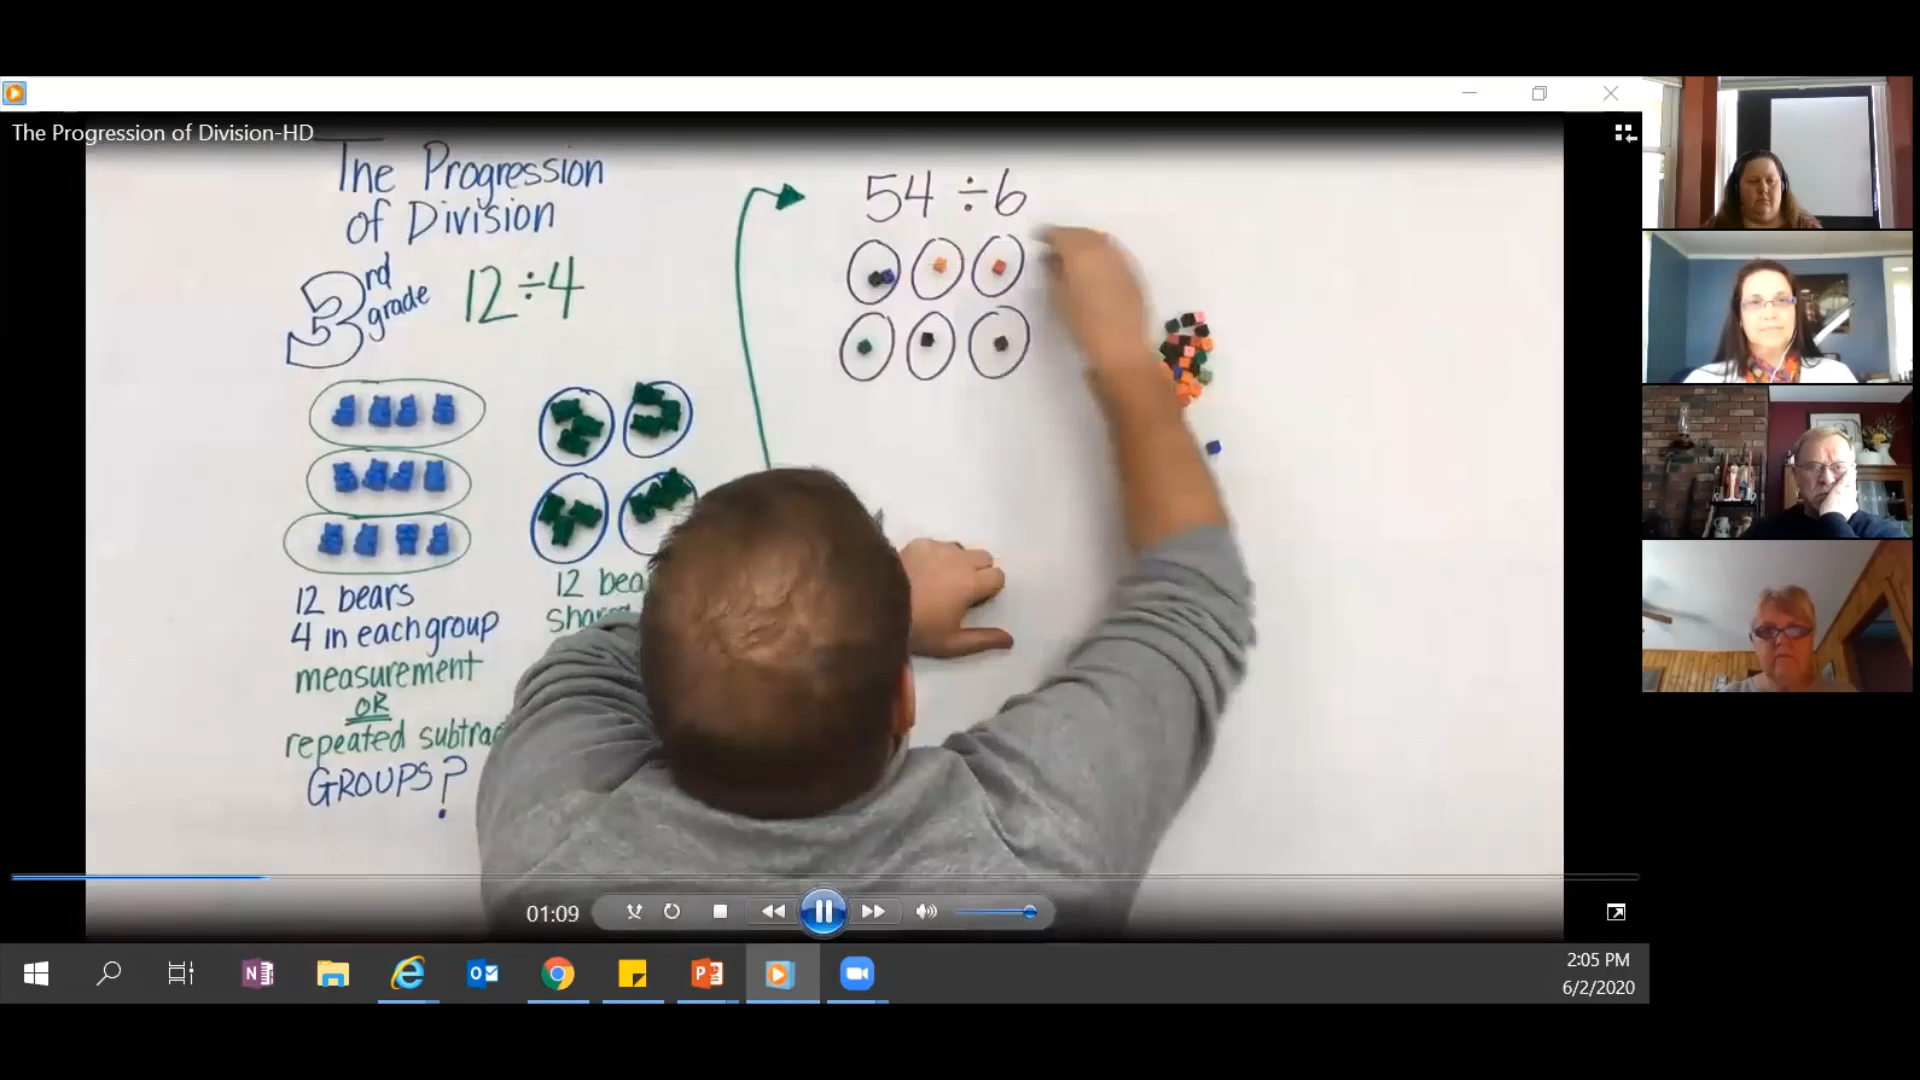 The Progression of Division-HD
The Progression
of Division
3rd
grade
12÷4
12 bears
4 in each group
measurement
OR
repeated
GROUPS?
12
54 ÷6
01:09
2:05 PM
6/2/2020